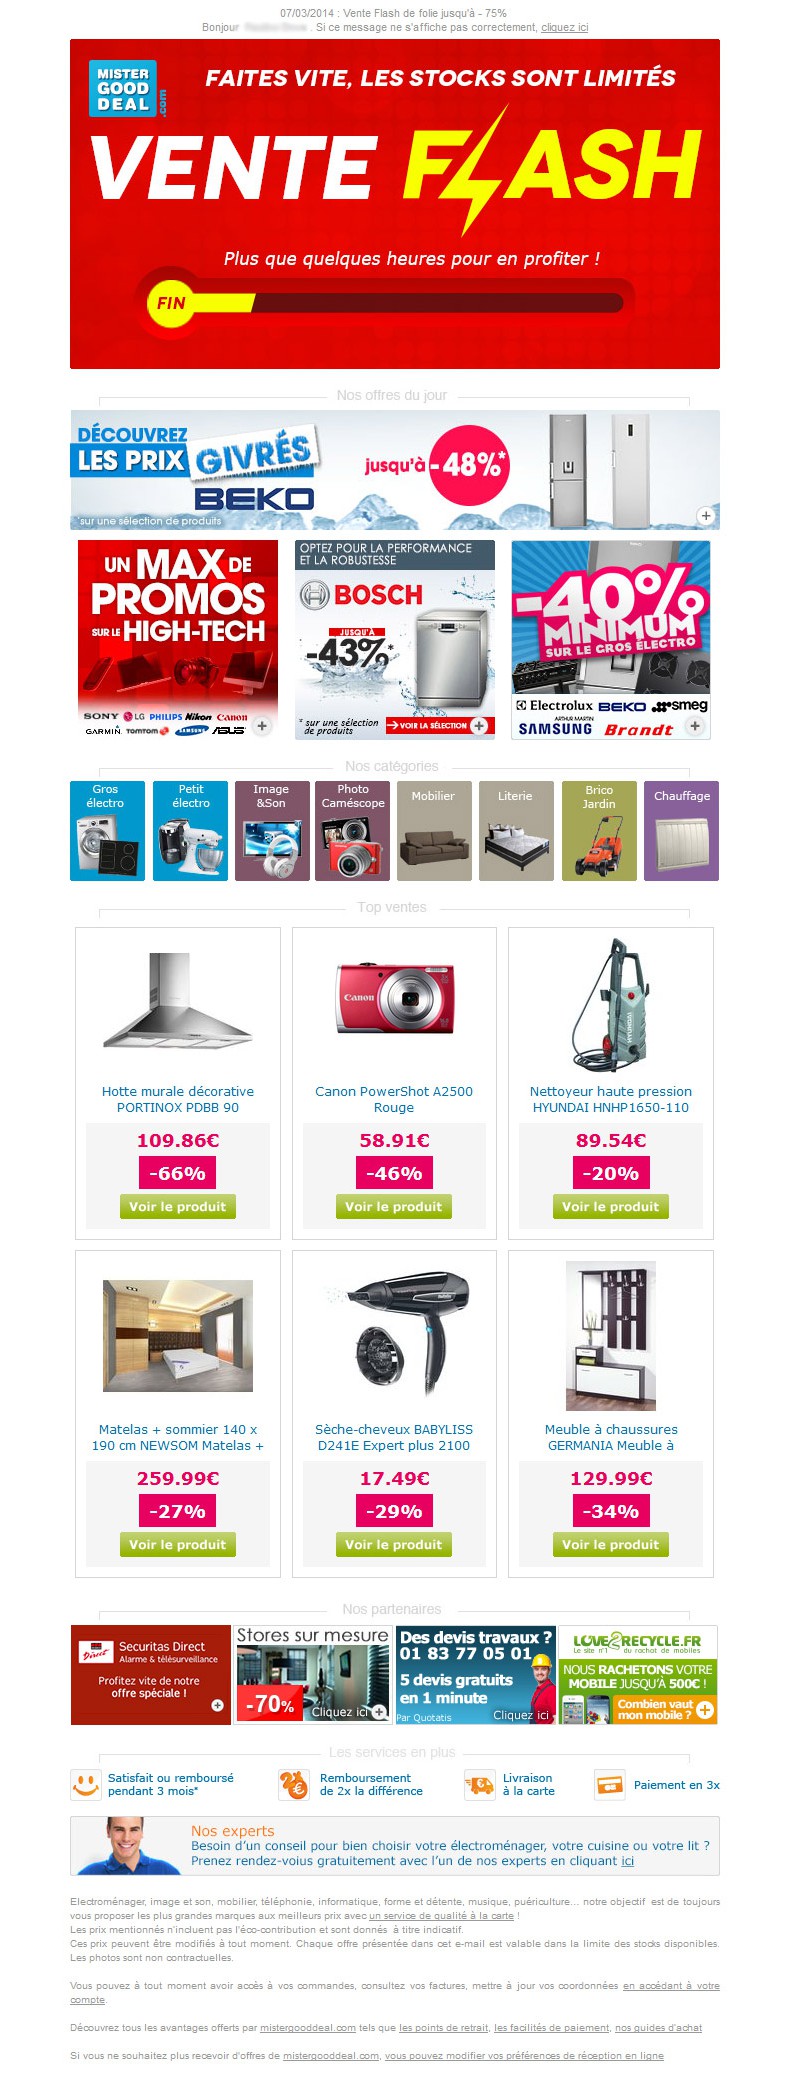 07/03/2014 : Vente Flash de folie jusqu'à - 75%
Bonjour . Si ce message ne s'affiche pas correctement, cliquez ici
MISTER
GOOD
DEAL
.com
FAITES VITE, LES STOCKS SONT LIMITÉS
VENTE FLASH
Plus que quelques heures pour en profiter !
FIN
Nos offres du jour
DÉCOUVREZ
LES PRIX GIVRÉS
BEKO
sur une sélection de produits
jusqu'à -48%*
UN MAX DE
PROMOS
SUR LE HIGH-TECH
SONY LG PHILIPS Nikon Canon
GARMIN TOMTOM SAMSUNG ASUS
OPTEZ POUR LA PERFORMANCE
ET LA ROBUSTESSE
BOSCH
JUSQU'À
-43%*
* sur une sélection
de produits
VOIR LA SÉLECTION
-40%
MINIMUM
SUR LE GROS ÉLECTRO
Electrolux BEKO smeg
ARTHUR MARTIN
SAMSUNG Brandt
Nos catégories
Gros
électro
Petit
électro
Image
&Son
Photo
Caméscope
Mobilier
Literie
Brico
Jardin
Chauffage
Top ventes
Canon
HYUNDAI
Hotte murale décorative
PORTINOX PDBB 90
109.86€
-66%
Voir le produit
Canon PowerShot A2500
Rouge
58.91€
-46%
Voir le produit
Nettoyeur haute pression
HYUNDAI HNHP1650-110
89.54€
-20%
Voir le produit
Matelas + sommier 140 x
190 cm NEWSOM Matelas +
259.99€
-27%
Voir le produit
Sèche-cheveux BABYLISS
D241E Expert plus 2100
17.49€
-29%
Voir le produit
Meuble à chaussures
GERMANIA Meuble à
129.99€
-34%
Voir le produit
Nos partenaires
Securitas Direct
Alarme & télésurveillance
Profitez vite de notre
offre spéciale !
Stores sur mesure
-70%
Cliquez ici
Des devis travaux ?
01 83 77 05 01
5 devis gratuits
en 1 minute
Par Quotatis
Cliquez ici
LOVE2RECYCLE.FR
Le site n°1 du rachat de mobiles
NOUS RACHETONS VOTRE
MOBILE JUSQU'À 500€ !
Combien vaut
mon mobile ?
Les services en plus
Satisfait ou remboursé
pendant 3 mois*
Remboursement
de 2x la différence
Livraison
à la carte
Paiement en 3x
Nos experts
Besoin d'un conseil pour bien choisir votre électroménager, votre cuisine ou votre lit ?
Prenez rendez-voius gratuitement avec l'un de nos experts en cliquant ici
Electroménager, image et son, mobilier, téléphonie, informatique, forme et détente, musique, puériculture... notre objectif est de toujours
vous proposer les plus grandes marques aux meilleurs prix avec un service de qualité à la carte !
Les prix mentionnés n'incluent pas l'éco-contribution et sont donnés à titre indicatif.
Ces prix peuvent être modifiés à tout moment. Chaque offre présentée dans cet e-mail est valable dans la limite des stocks disponibles.
Les photos sont non contractuelles.
Vous pouvez à tout moment avoir accès à vos commandes, consultez vos factures, mettre à jour vos coordonnées en accédant à votre
compte.
Découvrez tous les avantages offerts par mistergooddeal.com tels que les points de retrait, les facilités de paiement, nos guides d'achat
Si vous ne souhaitez plus recevoir d'offres de mistergooddeal.com, vous pouvez modifier vos préférences de réception en ligne